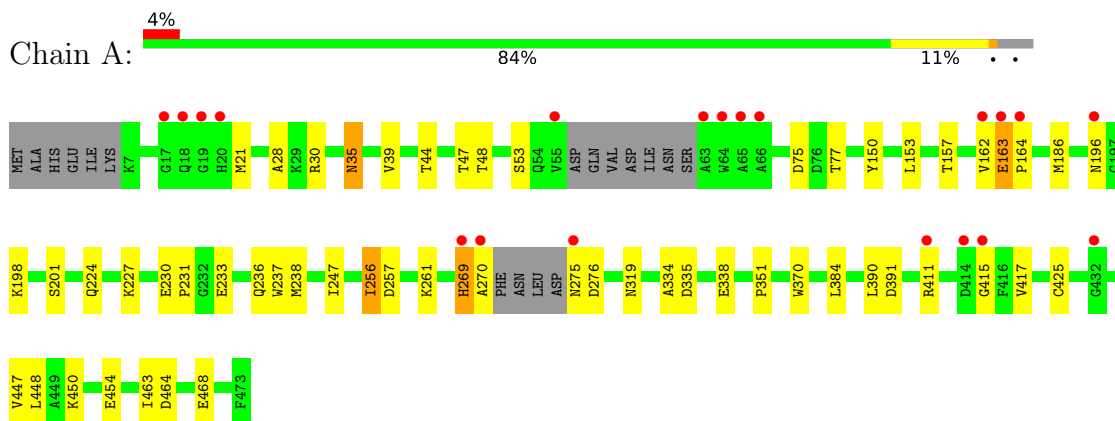 4%
Chain A:
84% 11% • •
MET ALA HIS GLU ILE LYS K7 G17 Q18 G19 H20 M21 A28 K29 R30 N35 V39 T44 T47 T48 S53 Q54 V55 ASP GLN VAL ASP ILE ASN SER A63 W64 A65 A66 D75 D76 T77 Y150 L153 T157 V162 E163 P164 M186 N196 G197
K198 S201 Q224 K227 E230 P231 G232 E233 Q236 W237 M238 I247 I256 D257 K261 H269 A270 PHE ASN LEU ASP N275 D276 N319 A334 D335 E338 P351 W370 L384 L390 D391 R411 D414 G415 F416 V417 C425 G432
V447 L448 A449 K450 E454 I463 D464 E468 F473